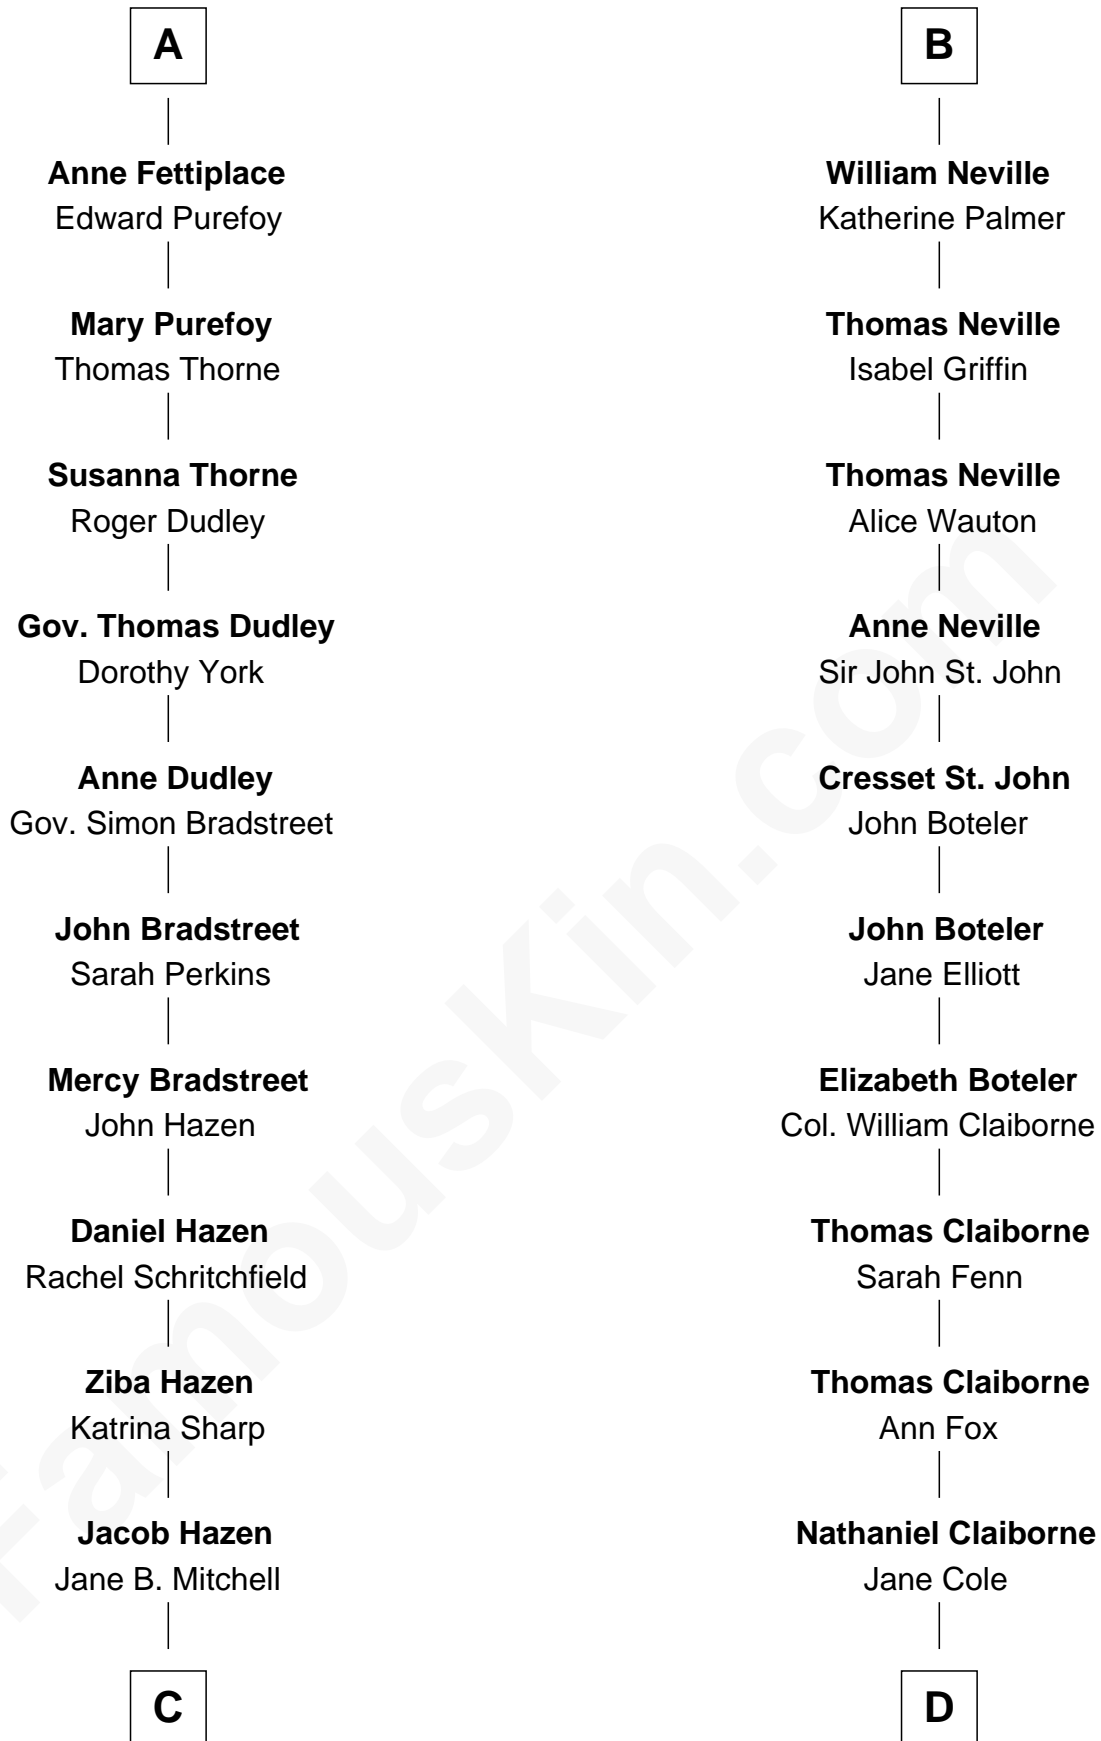 A
Anne Fettiplace
Edward Purefoy
Mary Purefoy
Thomas Thorne
Susanna Thorne
Roger Dudley
Gov. Thomas Dudley
Dorothy York
Anne Dudley
Gov. Simon Bradstreet
John Bradstreet
Sarah Perkins
Mercy Bradstreet
John Hazen
Daniel Hazen
Rachel Schritchfield
Ziba Hazen
Katrina Sharp
Jacob Hazen
Jane B. Mitchell
C
B
William Neville
Katherine Palmer
Thomas Neville
Isabel Griffin
Thomas Neville
Alice Wauton
Anne Neville
Sir John St. John
Cresset St. John
John Boteler
John Boteler
Jane Elliott
Elizabeth Boteler
Col. William Claiborne
Thomas Claiborne
Sarah Fenn
Thomas Claiborne
Ann Fox
Nathaniel Claiborne
Jane Cole
D
FamousKin.com